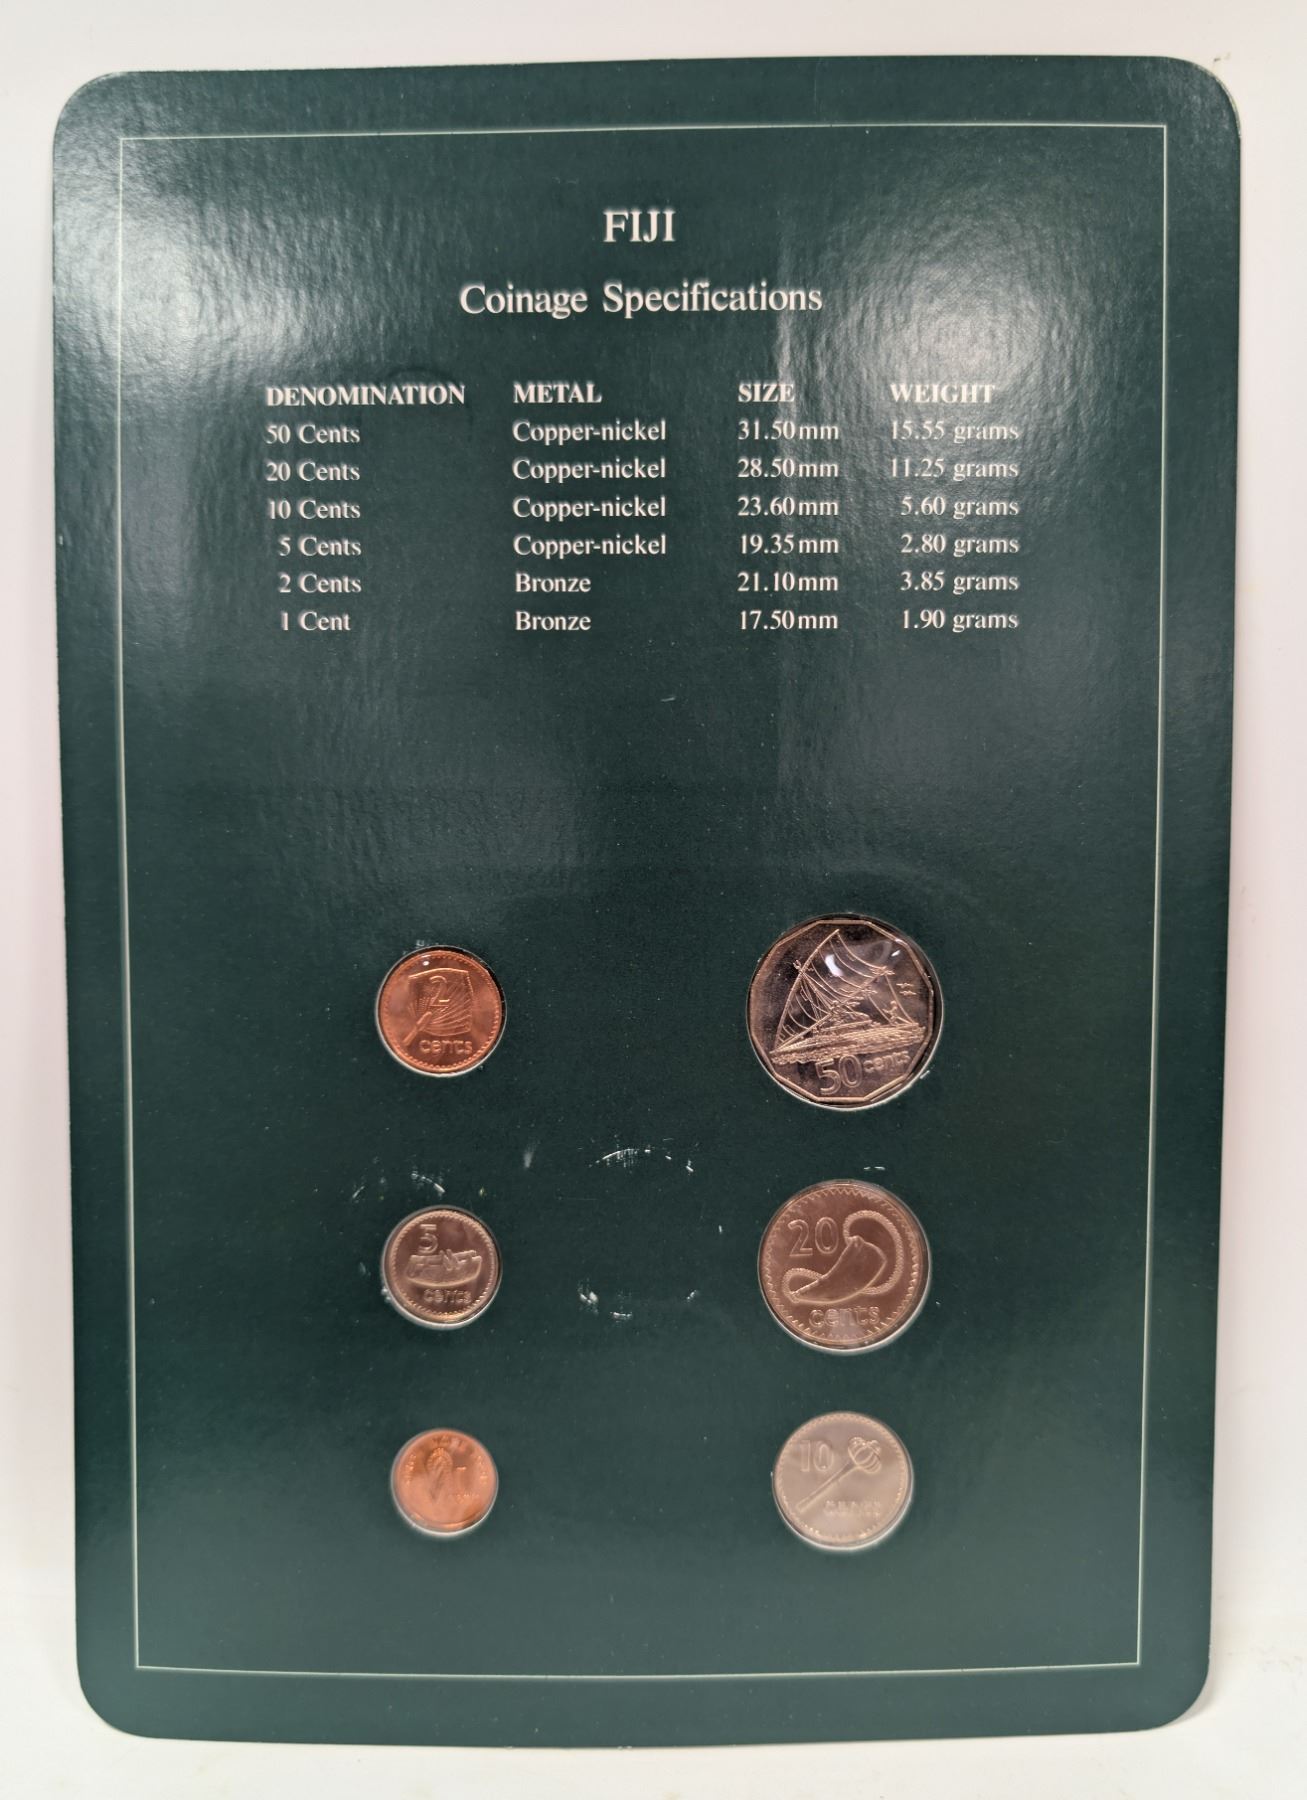 FIJI
Coinage Specifications
DENOMINATION METAL SIZE WEIGHT
50 Cents Copper-nickel 31.50mm 15.55 grams
20 Cents Copper-nickel 28.50mm 11.25 grams
10 Cents Copper-nickel 23.60mm 5.60 grams
5 Cents Copper-nickel 19.35mm 2.80 grams
2 Cents Bronze 21.10mm 3.85 grams
1 Cent Bronze 17.50mm 1.90 grams
2
cents
50 cents
5
cents
20
cents
1
10